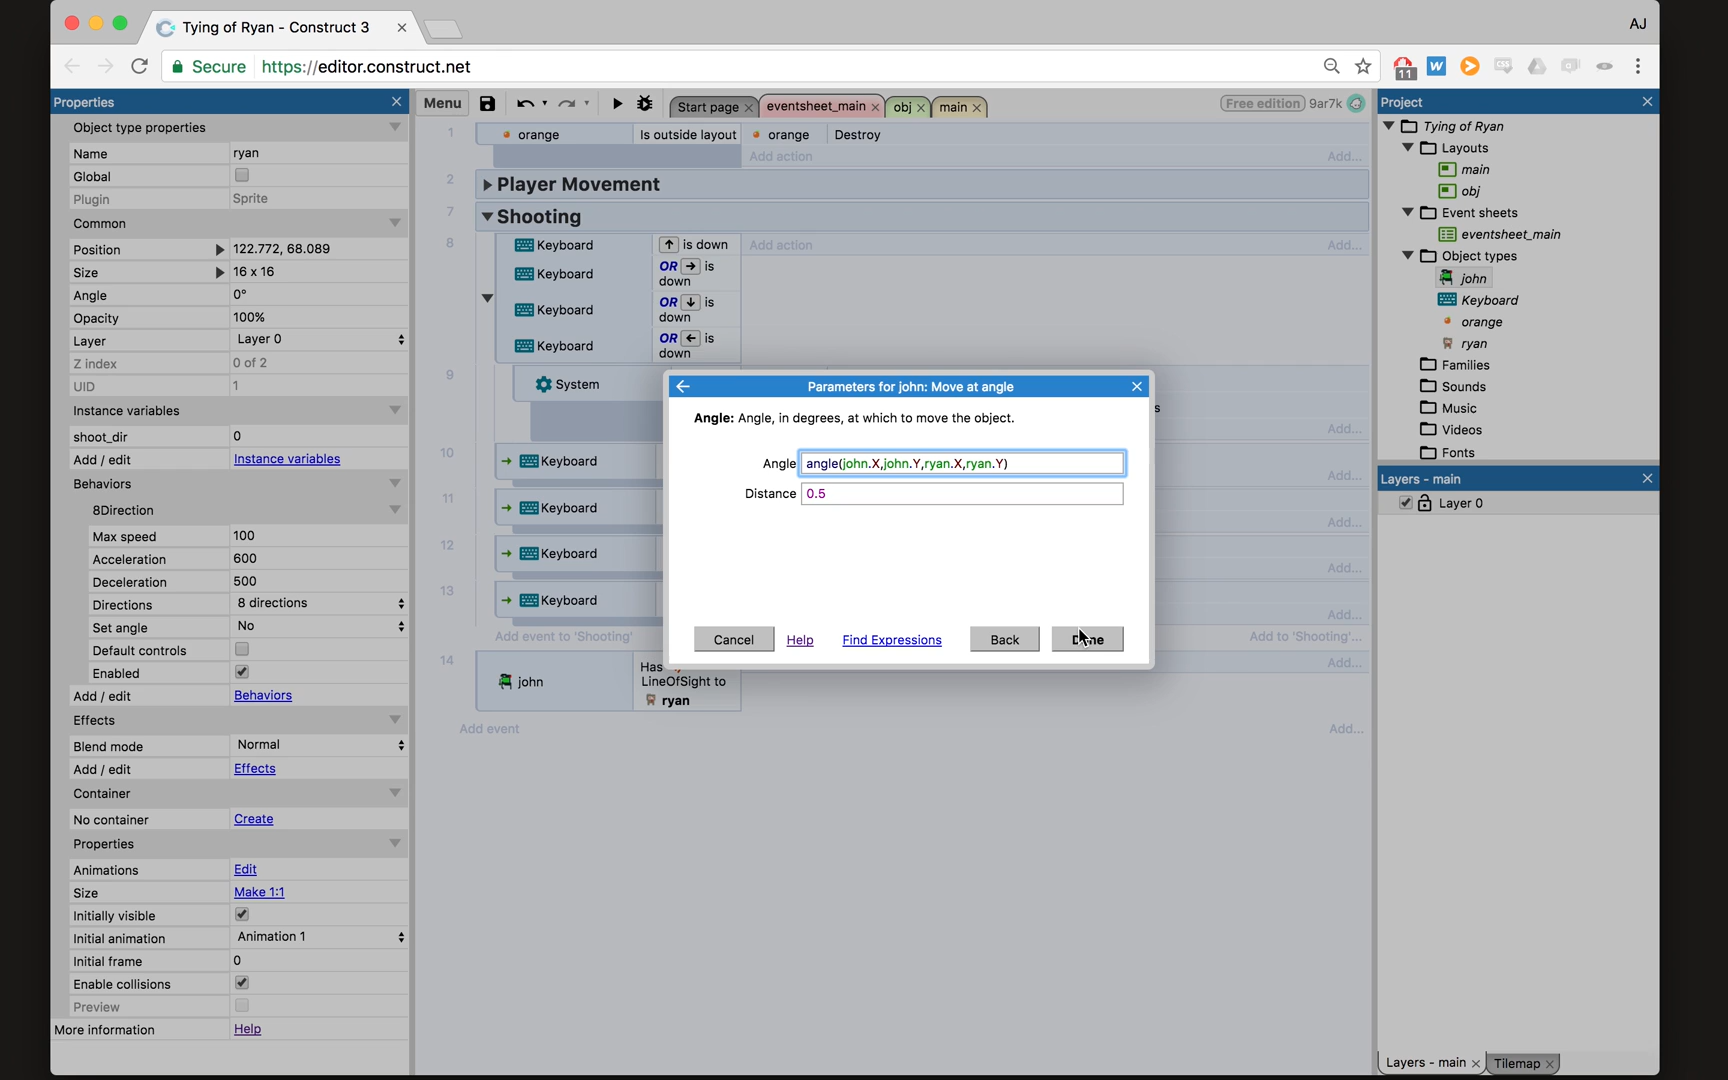 Tying of Ryan - Construct 3
AJ
Secure
https://editor.construct.net
11
Properties
Object type properties
Name ryan
Global
Plugin Sprite
Common
Position 122.772, 68.089
Size 16 x 16
Angle 0°
Opacity 100%
Layer Layer 0
Z index 0 of 2
UID 1
Instance variables
shoot_dir 0
Add / edit Instance variables
Behaviors
8Direction
Max speed 100
Acceleration 600
Deceleration 500
Directions 8 directions
Set angle No
Default controls
Enabled
Add / edit Behaviors
Effects
Blend mode Normal
Add / edit Effects
Container
No container Create
Properties
Animations Edit
Size Make 1:1
Initially visible
Initial animation Animation 1
Initial frame 0
Enable collisions
Preview
More information Help
Menu
Start page
eventsheet_main
obj
main
Free edition 9ar7k
1 orange Is outside layout orange Destroy
Add action Add...
2 Player Movement
7 Shooting
8 Keyboard ↑ is down Add action Add...
Keyboard OR → is
down
Keyboard OR ↓ is
down
Keyboard OR ← is
down
9 System
s
Add...
10 Keyboard
Add...
11 Keyboard
Add...
12 Keyboard
Add...
13 Keyboard
Add...
Add event to 'Shooting' Add to 'Shooting'...
14 john Has
LineOfSight to
ryan
Add...
Add event Add...
Parameters for john: Move at angle
Angle: Angle, in degrees, at which to move the object.
Angle angle(john.X,john.Y,ryan.X,ryan.Y)
Distance 0.5
Cancel Help Find Expressions Back Done
Project
Tying of Ryan
Layouts
main
obj
Event sheets
eventsheet_main
Object types
john
Keyboard
orange
ryan
Families
Sounds
Music
Videos
Fonts
Layers - main
Layer 0
Layers - main
Tilemap